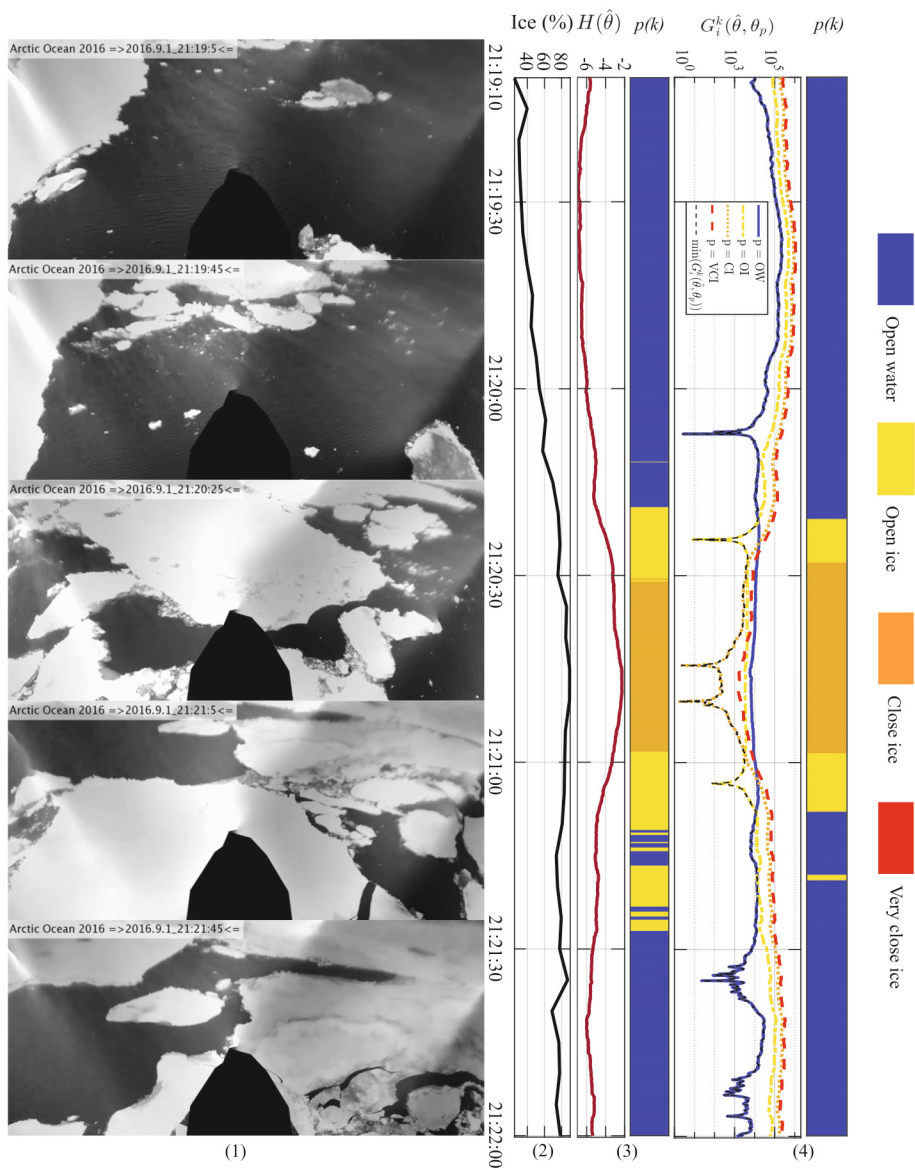 Ice (%)
H(θ̂)
p(k)
G_i^k(θ̂, θ_p)
p(k)
40
60
80
-6
-4
-2
10^0
10^3
10^5
Arctic Ocean 2016 =>2016.9.1_21:19:5<=
Arctic Ocean 2016 =>2016.9.1_21:19:45<=
Arctic Ocean 2016 =>2016.9.1_21:20:25<=
Arctic Ocean 2016 =>2016.9.1_21:21:5<=
Arctic Ocean 2016 =>2016.9.1_21:21:45<=
21:19:10
21:19:30
21:20:00
21:20:30
21:21:00
21:21:30
21:22:00
p = OW
p = OI
p = CI
p = VCI
min(G_i^k(θ̂, θ_p))
Open water
Open ice
Close ice
Very close ice
(1)
(2)
(3)
(4)